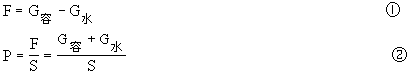 F = G容 − G水 ①
P = F/S = (G容 + G水)/S ②